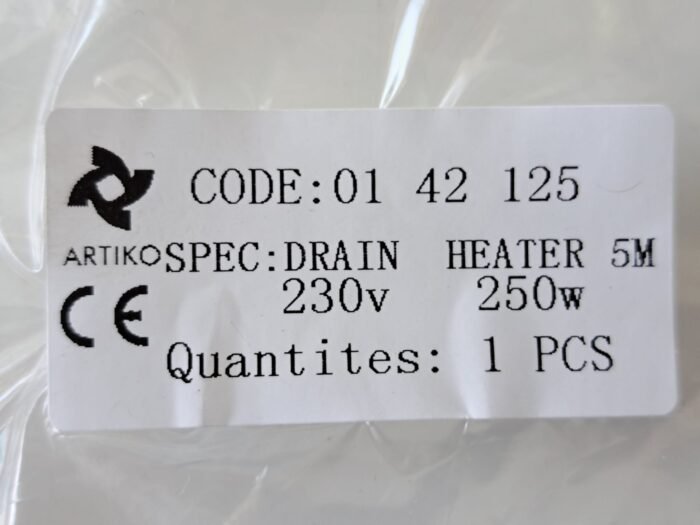 CODE:01 42 125
ARTIKO
SPEC:DRAIN HEATER 5M
230v 250w
CE
Quantites: 1 PCS